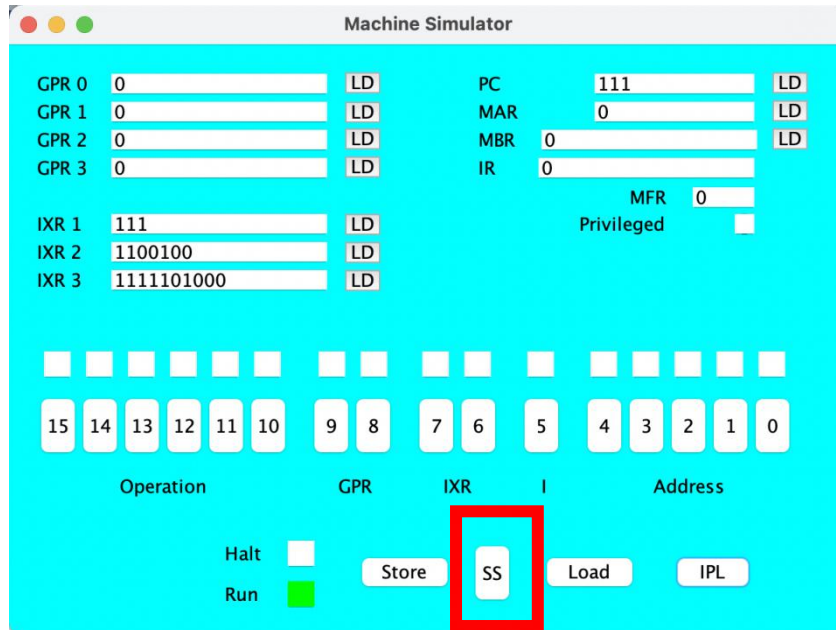 Machine Simulator
GPR 0 0 LD PC 111 LD
GPR 1 0 LD MAR 0 LD
GPR 2 0 LD MBR 0 LD
GPR 3 0 LD IR 0
MFR 0
IXR 1 111 LD Privileged
IXR 2 1100100 LD
IXR 3 1111101000 LD
15 14 13 12 11 10 9 8 7 6 5 4 3 2 1 0
Operation GPR IXR I Address
Halt
Store SS Load IPL
Run